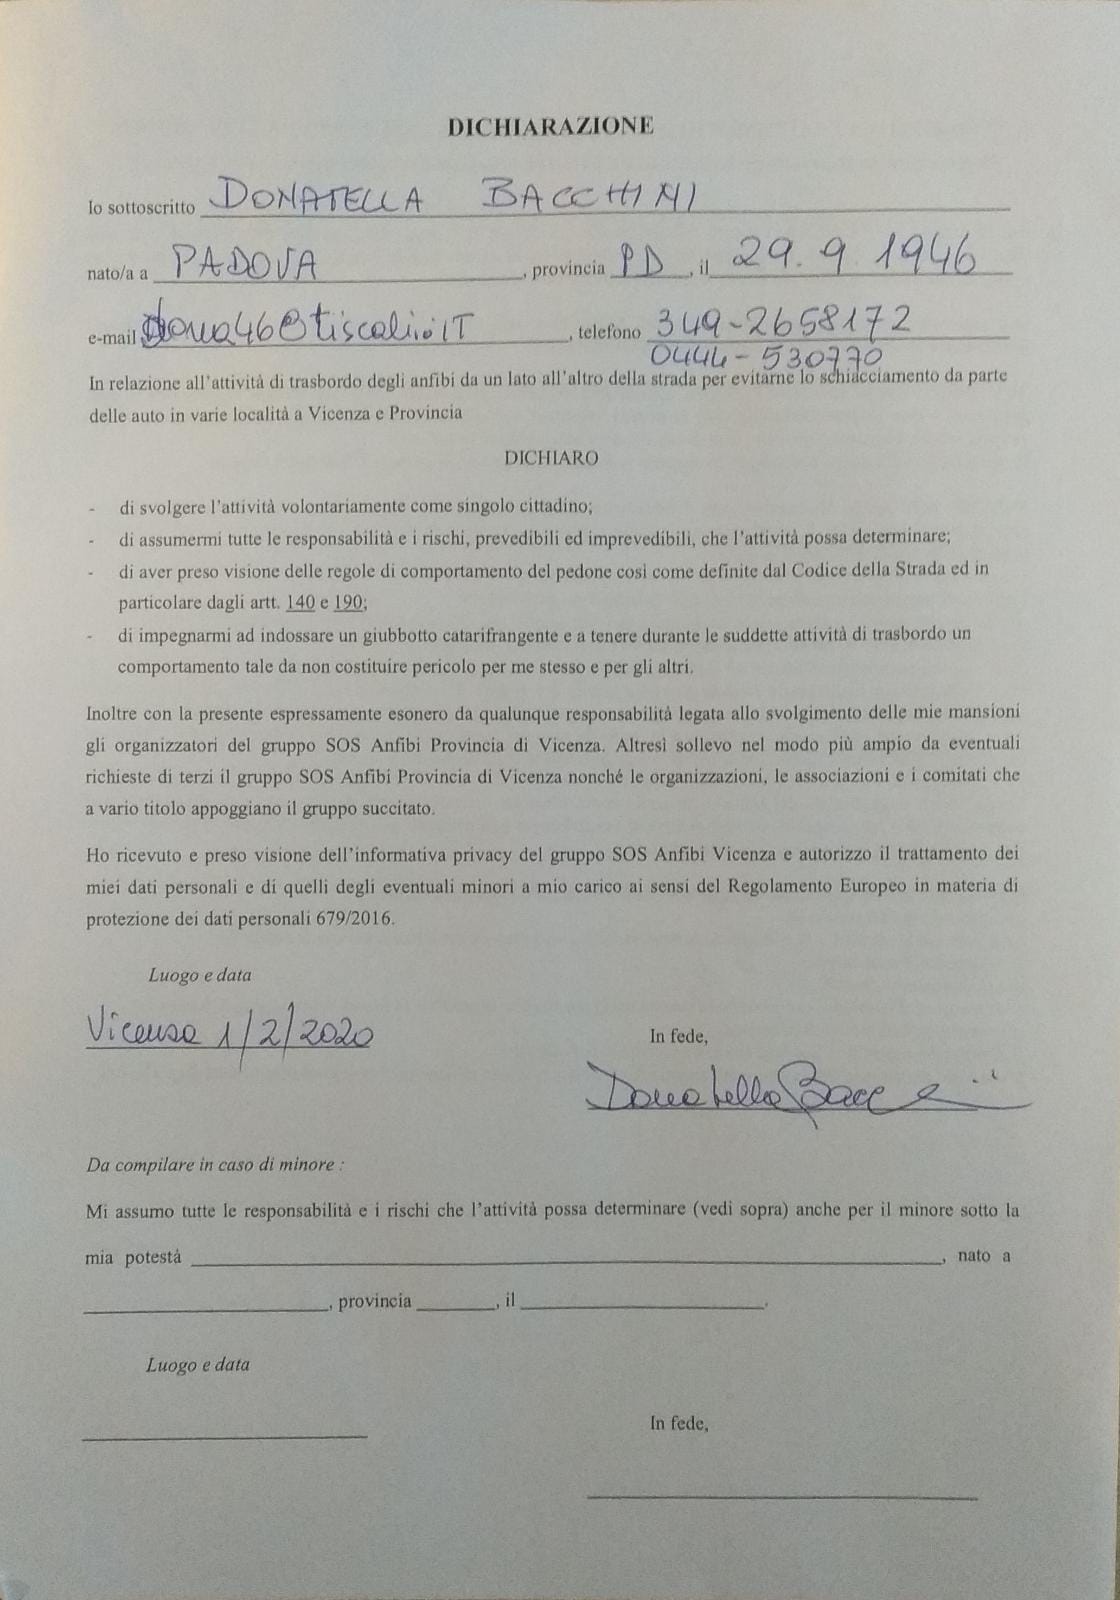 DICHIARAZIONE
Io sottoscritto DONATELLA BACCHINI
nato/a a PADOVA, provincia PD, il 29.9.1946
e-mail dona46@tiscali.iT, telefono 349-2658172
0444-530770
In relazione all'attività di trasbordo degli anfibi da un lato all'altro della strada per evitarne lo schiacciamento da parte
delle auto in varie località a Vicenza e Provincia
DICHIARO
- di svolgere l'attività volontariamente come singolo cittadino;
- di assumermi tutte le responsabilità e i rischi, prevedibili ed imprevedibili, che l'attività possa determinare;
- di aver preso visione delle regole di comportamento del pedone così come definite dal Codice della Strada ed in
particolare dagli artt. 140 e 190;
- di impegnarmi ad indossare un giubbotto catarifrangente e a tenere durante le suddette attività di trasbordo un
comportamento tale da non costituire pericolo per me stesso e per gli altri.
Inoltre con la presente espressamente esonero da qualunque responsabilità legata allo svolgimento delle mie mansioni
gli organizzatori del gruppo SOS Anfibi Provincia di Vicenza. Altresì sollevo nel modo più ampio da eventuali
richieste di terzi il gruppo SOS Anfibi Provincia di Vicenza nonché le organizzazioni, le associazioni e i comitati che
a vario titolo appoggiano il gruppo succitato.
Ho ricevuto e preso visione dell'informativa privacy del gruppo SOS Anfibi Vicenza e autorizzo il trattamento dei
miei dati personali e di quelli degli eventuali minori a mio carico ai sensi del Regolamento Europeo in materia di
protezione dei dati personali 679/2016.
Luogo e data
Vicenza 1/2/2020
In fede,
Donatella Bacchini
Da compilare in caso di minore :
Mi assumo tutte le responsabilità e i rischi che l'attività possa determinare (vedi sopra) anche per il minore sotto la
mia potestà , nato a
, provincia , il .
Luogo e data
In fede,